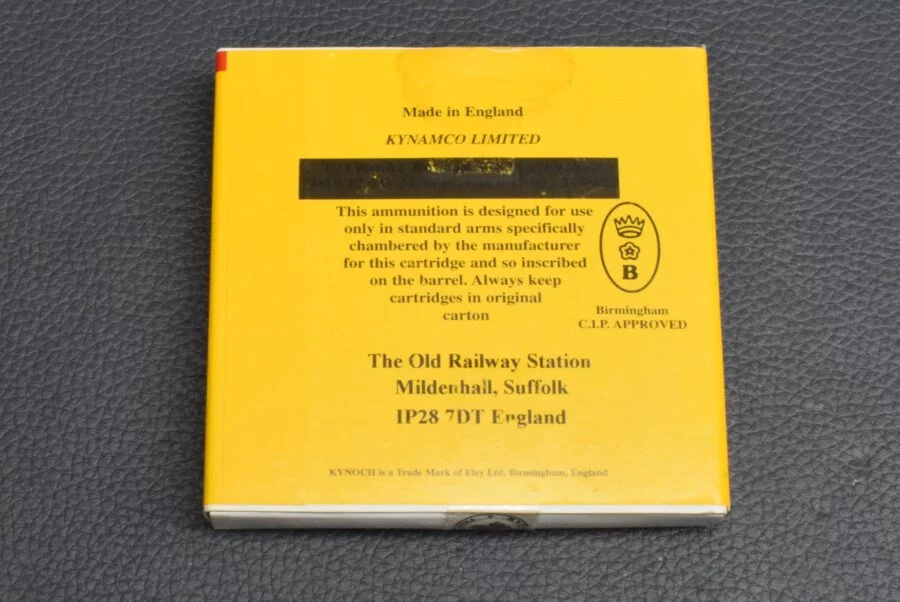 Made in England
KYNAMCO LIMITED
This ammunition is designed for use
only in standard arms specifically
chambered by the manufacturer
for this cartridge and so inscribed
on the barrel. Always keep
cartridges in original
carton
B
Birmingham
C.I.P. APPROVED
The Old Railway Station
Mildenhall, Suffolk
IP28 7DT England
KYNOCH is a Trade Mark of Eley Ltd. Birmingham, England